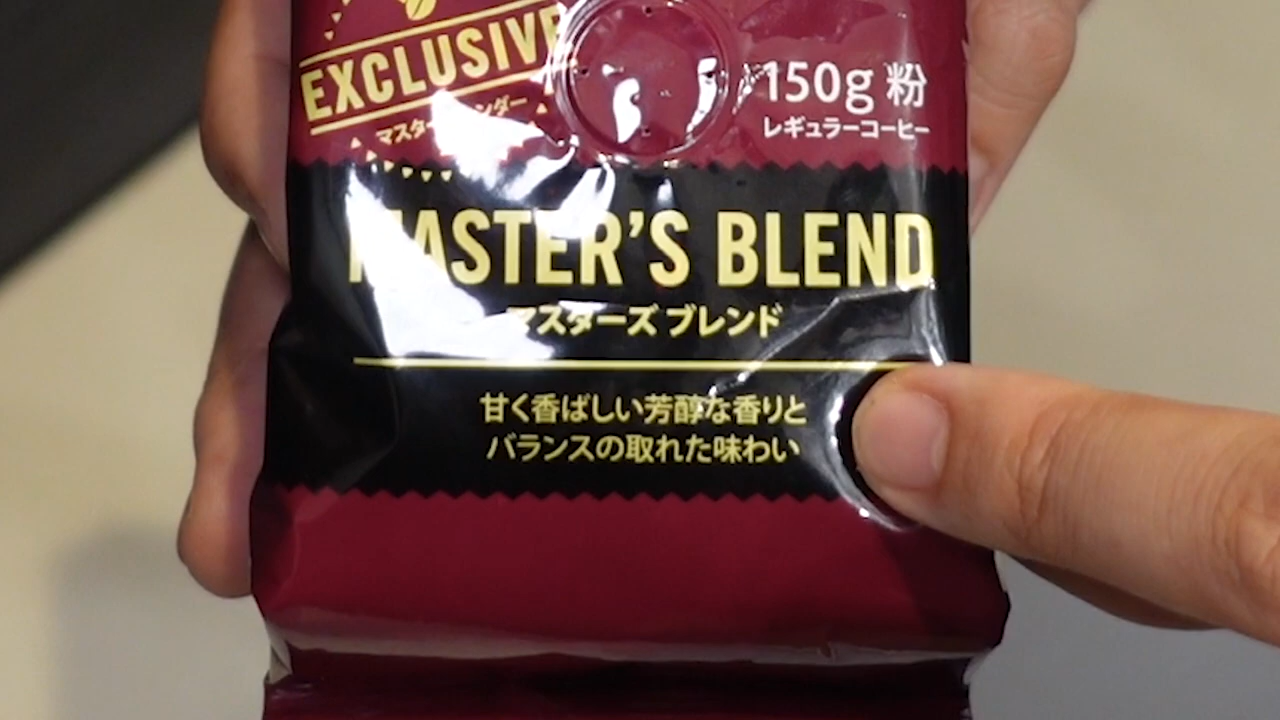 EXCLUSIVE
150g 粉
レギュラーコーヒー
MASTER'S BLEND
マスターズ ブレンド
甘く香ばしい芳醇な香りと
バランスの取れた味わい